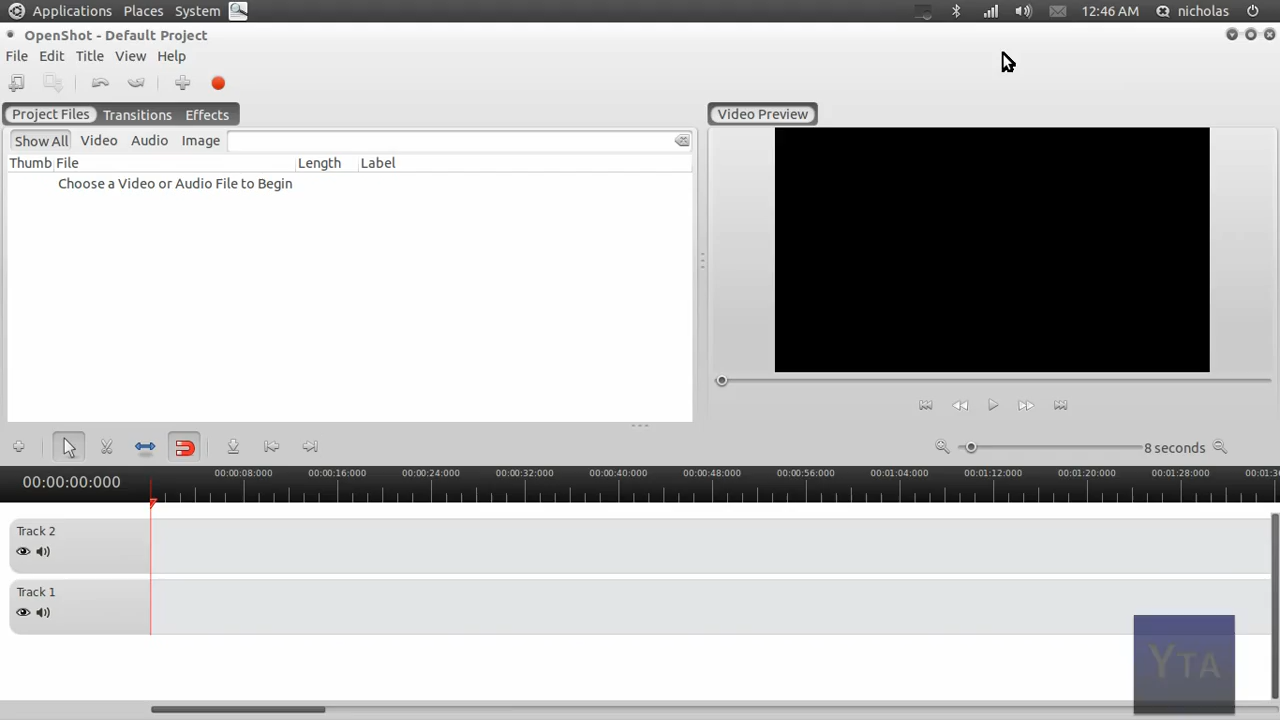 Applications Places System 12:46 AM nicholas
OpenShot - Default Project
File Edit Title View Help
Project Files Transitions Effects Video Preview
Show All Video Audio Image
Thumb File Length Label
Choose a Video or Audio File to Begin
8 seconds
00:00:00:000 00:00:08:000 00:00:16:000 00:00:24:000 00:00:32:000 00:00:40:000 00:00:48:000 00:00:56:000 00:01:04:000 00:01:12:000 00:01:20:000 00:01:28:000 00:01:3
Track 2
Track 1
YTA